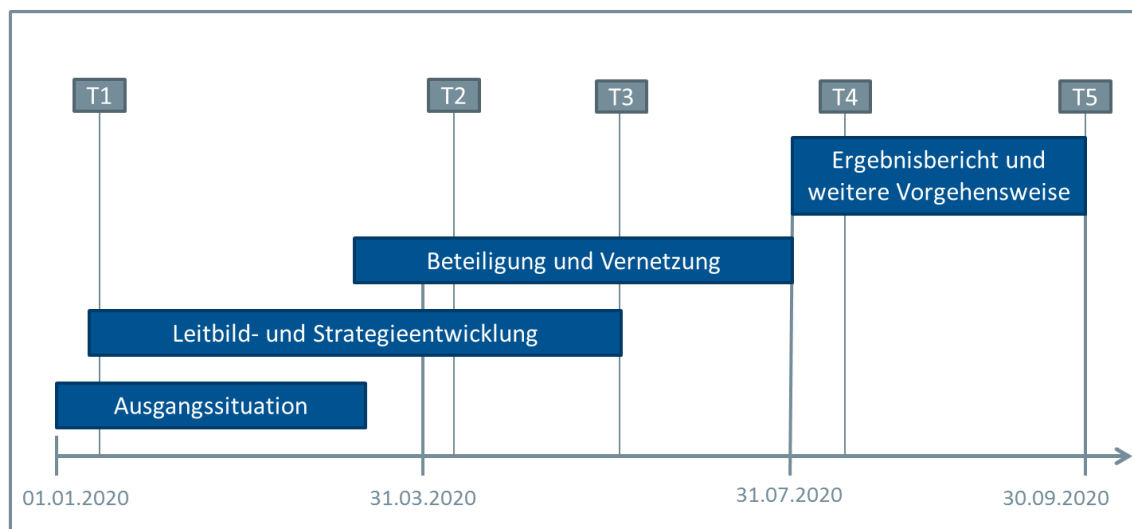 T1
T2
T3
T4
T5
Ergebnisbericht und
weitere Vorgehensweise
Beteiligung und Vernetzung
Leitbild- und Strategieentwicklung
Ausgangssituation
01.01.2020
31.03.2020
31.07.2020
30.09.2020